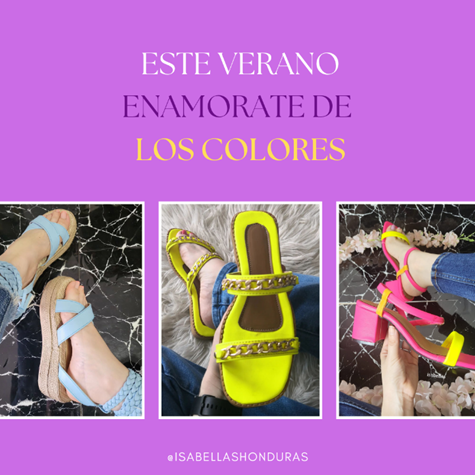 ESTE VERANO
ENAMORATE DE
LOS COLORES
@ISABELLASHONDURAS